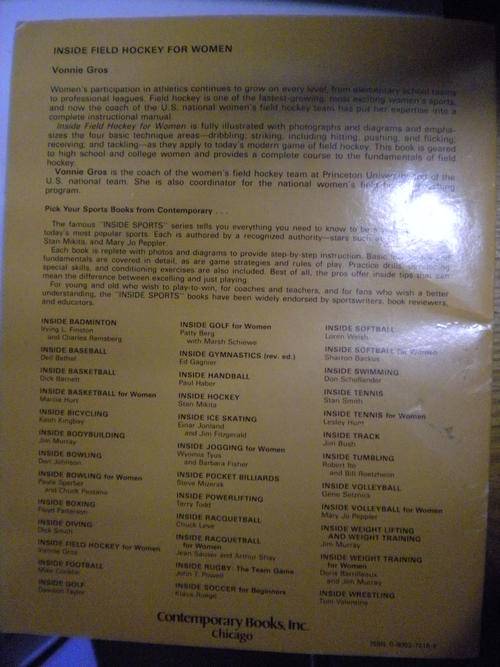 INSIDE FIELD HOCKEY FOR WOMEN
Vonnie Gros
Women's participation in athletics continues to grow on every level, from elementary school teams
to professional leagues. Field hockey is one of the fastest-growing, most exciting women's sports,
and now the coach of the U.S. national women's field hockey team has put her expertise into a
complete instructional manual.
Inside Field Hockey for Women is fully illustrated with photographs and diagrams and empha-
sizes the four basic technique areas—dribbling; striking, including hitting, pushing, and flicking;
receiving; and tackling—as they apply to today's modern game of field hockey. This book is geared
to high school and college women and provides a complete course to the fundamentals of field
hockey.
Vonnie Gros is the coach of the women's field hockey team at Princeton University and of the
U.S. national team. She is also coordinator for the national women's field
program.
Pick Your Sports Books from Contemporary . . .
The famous "INSIDE SPORTS" series tells you everything you need to know to be
today's most popular sports. Each is authored by a recognized authority—stars such
Stan Mikita, and Mary Jo Peppler.
Each book is replete with photos and diagrams to provide step-by-step instruction. Basic
fundamentals are covered in detail, as are game strategies and rules of play. Practice drills,
special skills, and conditioning exercises are also included. Best of all, the pros offer inside tips that can
mean the difference between excelling and just playing.
For young and old who wish to play-to-win, for coaches and teachers, and for fans who wish a better
understanding, the "INSIDE SPORTS" books have been widely endorsed by sportswriters, book reviewers,
and educators.
INSIDE BADMINTON
Irving L. Finston
and Charles Remsberg
INSIDE BASEBALL
Dell Bethel
INSIDE BASKETBALL
Dick Barnett
INSIDE BASKETBALL for Women
Marcia Hurt
INSIDE BICYCLING
Keith Kingbay
INSIDE BODYBUILDING
Jim Murray
INSIDE BOWLING
Don Johnson
INSIDE BOWLING for Women
Paula Sperber
and Chuck Pezzano
INSIDE BOXING
Floyd Patterson
INSIDE DIVING
Dick Smith
INSIDE FIELD HOCKEY for Women
Vonnie Gros
INSIDE FOOTBALL
Mike Conklin
INSIDE GOLF
Dawson Taylor
INSIDE GOLF for Women
Patty Berg
with Marsh Schiewe
INSIDE GYMNASTICS (rev. ed.)
Ed Gagnier
INSIDE HANDBALL
Paul Haber
INSIDE HOCKEY
Stan Mikita
INSIDE ICE SKATING
Einar Jonland
and Jim Fitzgerald
INSIDE JOGGING for Women
Wyomia Tyus
and Barbara Fisher
INSIDE POCKET BILLIARDS
Steve Mizerak
INSIDE POWERLIFTING
Terry Todd
INSIDE RACQUETBALL
Chuck Leve
INSIDE RACQUETBALL
for Women
Jean Sauser and Arthur Shay
INSIDE RUGBY: The Team Game
John T. Powell
INSIDE SOCCER for Beginners
Klaus Ruege
INSIDE SOFTBALL
Loren Walsh
INSIDE SOFTBALL for Women
Sharron Backus
INSIDE SWIMMING
Don Schollander
INSIDE TENNIS
Stan Smith
INSIDE TENNIS for Women
Lesley Hunt
INSIDE TRACK
Jim Bush
INSIDE TUMBLING
Robert Ito
and Bill Roetzheim
INSIDE VOLLEYBALL
Gene Selznick
INSIDE VOLLEYBALL for Women
Mary Jo Peppler
INSIDE WEIGHT LIFTING
AND WEIGHT TRAINING
Jim Murray
INSIDE WEIGHT TRAINING
for Women
Doris Barrilleaux
and Jim Murray
INSIDE WRESTLING
Tom Valentine
Contemporary Books, Inc.
Chicago